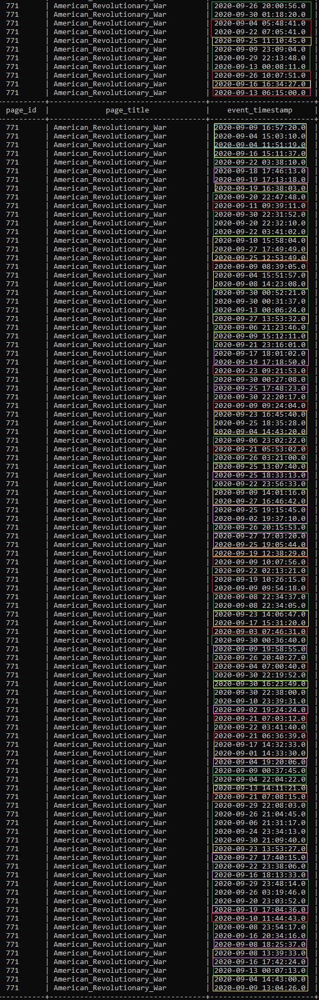 771 | American_Revolutionary_War | 2020-09-26 20:00:56.0
771 | American_Revolutionary_War | 2020-09-30 01:18:20.0
771 | American_Revolutionary_War | 2020-09-04 05:48:41.0
771 | American_Revolutionary_War | 2020-09-22 07:05:41.0
771 | American_Revolutionary_War | 2020-09-25 11:10:45.0
771 | American_Revolutionary_War | 2020-09-09 23:09:04.0
771 | American_Revolutionary_War | 2020-09-29 22:13:48.0
771 | American_Revolutionary_War | 2020-09-13 00:08:11.0
771 | American_Revolutionary_War | 2020-09-26 10:07:51.0
771 | American_Revolutionary_War | 2020-09-16 16:34:27.0
771 | American_Revolutionary_War | 2020-09-13 06:15:00.0
page_id | page_title | event_timestamp |
771 | American_Revolutionary_War | 2020-09-09 16:57:20.0
771 | American_Revolutionary_War | 2020-09-04 15:03:10.0
771 | American_Revolutionary_War | 2020-09-04 11:51:19.0
771 | American_Revolutionary_War | 2020-09-16 15:11:37.0
771 | American_Revolutionary_War | 2020-09-22 03:38:10.0
771 | American_Revolutionary_War | 2020-09-18 17:46:13.0
771 | American_Revolutionary_War | 2020-09-19 17:13:18.0
771 | American_Revolutionary_War | 2020-09-19 16:38:03.0
771 | American_Revolutionary_War | 2020-09-20 22:47:48.0
771 | American_Revolutionary_War | 2020-09-11 09:39:11.0
771 | American_Revolutionary_War | 2020-09-30 22:31:52.0
771 | American_Revolutionary_War | 2020-09-20 22:32:10.0
771 | American_Revolutionary_War | 2020-09-22 03:41:02.0
771 | American_Revolutionary_War | 2020-09-10 15:58:04.0
771 | American_Revolutionary_War | 2020-09-27 17:49:49.0
771 | American_Revolutionary_War | 2020-09-25 12:53:49.0
771 | American_Revolutionary_War | 2020-09-09 08:39:05.0
771 | American_Revolutionary_War | 2020-09-04 15:51:57.0
771 | American_Revolutionary_War | 2020-09-08 14:23:08.0
771 | American_Revolutionary_War | 2020-09-30 00:52:21.0
771 | American_Revolutionary_War | 2020-09-30 00:31:37.0
771 | American_Revolutionary_War | 2020-09-13 00:06:24.0
771 | American_Revolutionary_War | 2020-09-27 13:53:32.0
771 | American_Revolutionary_War | 2020-09-06 21:23:46.0
771 | American_Revolutionary_War | 2020-09-09 15:12:11.0
771 | American_Revolutionary_War | 2020-09-21 23:16:01.0
771 | American_Revolutionary_War | 2020-09-17 18:01:02.0
771 | American_Revolutionary_War | 2020-09-19 17:18:50.0
771 | American_Revolutionary_War | 2020-09-23 09:21:53.0
771 | American_Revolutionary_War | 2020-09-30 00:27:08.0
771 | American_Revolutionary_War | 2020-09-25 17:48:23.0
771 | American_Revolutionary_War | 2020-09-30 22:20:17.0
771 | American_Revolutionary_War | 2020-09-09 09:24:04.0
771 | American_Revolutionary_War | 2020-09-23 16:45:40.0
771 | American_Revolutionary_War | 2020-09-25 18:35:28.0
771 | American_Revolutionary_War | 2020-09-04 14:43:20.0
771 | American_Revolutionary_War | 2020-09-06 23:02:22.0
771 | American_Revolutionary_War | 2020-09-21 05:53:02.0
771 | American_Revolutionary_War | 2020-09-26 03:21:00.0
771 | American_Revolutionary_War | 2020-09-25 13:07:40.0
771 | American_Revolutionary_War | 2020-09-25 18:33:13.0
771 | American_Revolutionary_War | 2020-09-22 23:56:33.0
771 | American_Revolutionary_War | 2020-09-09 14:01:16.0
771 | American_Revolutionary_War | 2020-09-27 16:46:42.0
771 | American_Revolutionary_War | 2020-09-25 19:15:45.0
771 | American_Revolutionary_War | 2020-09-02 19:37:10.0
771 | American_Revolutionary_War | 2020-09-26 20:15:53.0
771 | American_Revolutionary_War | 2020-09-27 17:03:20.0
771 | American_Revolutionary_War | 2020-09-25 19:05:44.0
771 | American_Revolutionary_War | 2020-09-19 12:38:29.0
771 | American_Revolutionary_War | 2020-09-09 10:07:56.0
771 | American_Revolutionary_War | 2020-09-22 02:13:21.0
771 | American_Revolutionary_War | 2020-09-19 10:26:15.0
771 | American_Revolutionary_War | 2020-09-09 09:54:18.0
771 | American_Revolutionary_War | 2020-09-08 22:34:37.0
771 | American_Revolutionary_War | 2020-09-08 22:34:05.0
771 | American_Revolutionary_War | 2020-09-23 14:06:47.0
771 | American_Revolutionary_War | 2020-09-17 15:31:20.0
771 | American_Revolutionary_War | 2020-09-03 07:46:31.0
771 | American_Revolutionary_War | 2020-09-30 00:36:40.0
771 | American_Revolutionary_War | 2020-09-09 19:58:55.0
771 | American_Revolutionary_War | 2020-09-26 20:40:27.0
771 | American_Revolutionary_War | 2020-09-04 07:00:40.0
771 | American_Revolutionary_War | 2020-09-30 22:19:52.0
771 | American_Revolutionary_War | 2020-09-30 16:23:49.0
771 | American_Revolutionary_War | 2020-09-30 22:38:00.0
771 | American_Revolutionary_War | 2020-09-10 23:39:31.0
771 | American_Revolutionary_War | 2020-09-02 19:24:24.0
771 | American_Revolutionary_War | 2020-09-21 07:03:12.0
771 | American_Revolutionary_War | 2020-09-22 03:41:40.0
771 | American_Revolutionary_War | 2020-09-21 06:36:39.0
771 | American_Revolutionary_War | 2020-09-17 14:32:33.0
771 | American_Revolutionary_War | 2020-09-01 14:33:30.0
771 | American_Revolutionary_War | 2020-09-04 19:20:06.0
771 | American_Revolutionary_War | 2020-09-09 00:37:45.0
771 | American_Revolutionary_War | 2020-09-04 22:04:22.0
771 | American_Revolutionary_War | 2020-09-13 14:11:21.0
771 | American_Revolutionary_War | 2020-09-21 07:08:15.0
771 | American_Revolutionary_War | 2020-09-29 22:08:03.0
771 | American_Revolutionary_War | 2020-09-26 21:04:45.0
771 | American_Revolutionary_War | 2020-09-06 21:31:17.0
771 | American_Revolutionary_War | 2020-09-24 23:34:13.0
771 | American_Revolutionary_War | 2020-09-30 21:09:40.0
771 | American_Revolutionary_War | 2020-09-23 13:53:27.0
771 | American_Revolutionary_War | 2020-09-27 17:40:15.0
771 | American_Revolutionary_War | 2020-09-22 23:38:06.0
771 | American_Revolutionary_War | 2020-09-16 18:13:33.0
771 | American_Revolutionary_War | 2020-09-29 23:48:14.0
771 | American_Revolutionary_War | 2020-09-26 03:19:46.0
771 | American_Revolutionary_War | 2020-09-20 23:03:52.0
771 | American_Revolutionary_War | 2020-09-19 17:04:36.0
771 | American_Revolutionary_War | 2020-09-10 11:44:43.0
771 | American_Revolutionary_War | 2020-09-08 23:54:17.0
771 | American_Revolutionary_War | 2020-09-16 20:34:16.0
771 | American_Revolutionary_War | 2020-09-08 18:25:37.0
771 | American_Revolutionary_War | 2020-09-08 13:39:33.0
771 | American_Revolutionary_War | 2020-09-16 17:42:24.0
771 | American_Revolutionary_War | 2020-09-13 00:07:13.0
771 | American_Revolutionary_War | 2020-09-04 14:43:00.0
771 | American_Revolutionary_War | 2020-09-09 13:04:26.0